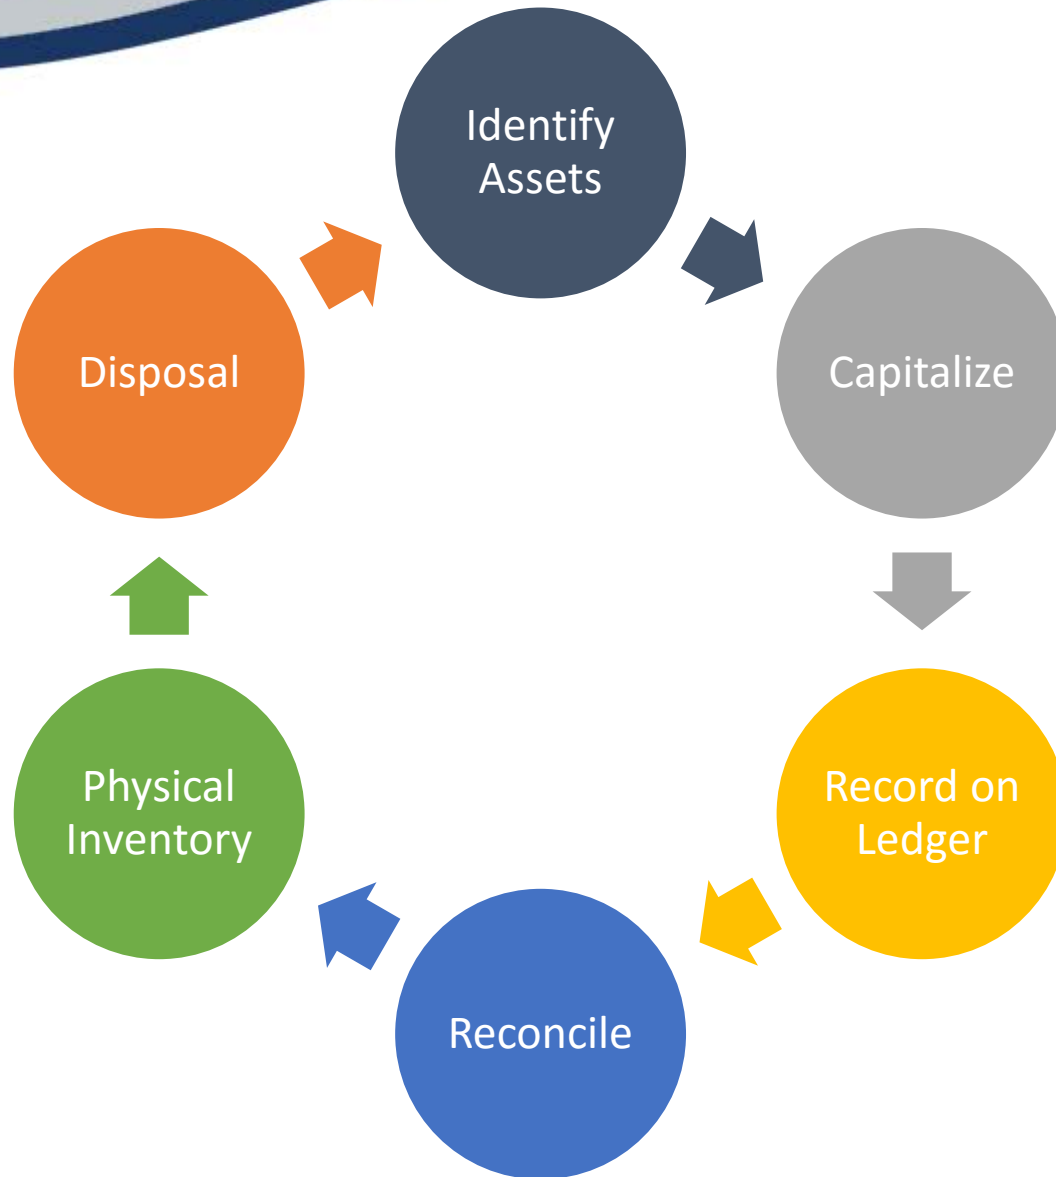 Identify
Assets
Capitalize
Record on
Ledger
Reconcile
Physical
Inventory
Disposal